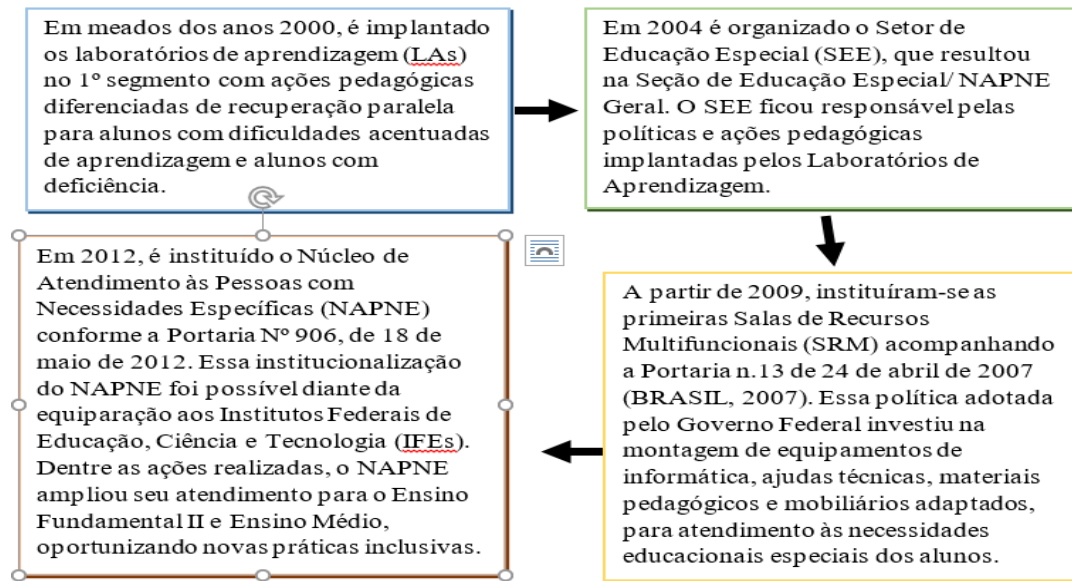 Em meados dos anos 2000, é implantado
os laboratórios de aprendizagem (LAs)
no 1º segmento com ações pedagógicas
diferenciadas de recuperação paralela
para alunos com dificuldades acentuadas
de aprendizagem e alunos com
deficiência.
Em 2004 é organizado o Setor de
Educação Especial (SEE), que resultou
na Seção de Educação Especial/ NAPNE
Geral. O SEE ficou responsável pelas
políticas e ações pedagógicas
implantadas pelos Laboratórios de
Aprendizagem.
A partir de 2009, instituíram-se as
primeiras Salas de Recursos
Multifuncionais (SRM) acompanhando
a Portaria n.13 de 24 de abril de 2007
(BRASIL, 2007). Essa política adotada
pelo Governo Federal investiu na
montagem de equipamentos de
informática, ajudas técnicas, materiais
pedagógicos e mobiliários adaptados,
para atendimento às necessidades
educacionais especiais dos alunos.
Em 2012, é instituído o Núcleo de
Atendimento às Pessoas com
Necessidades Específicas (NAPNE)
conforme a Portaria Nº 906, de 18 de
maio de 2012. Essa institucionalização
do NAPNE foi possível diante da
equiparação aos Institutos Federais de
Educação, Ciência e Tecnologia (IFEs).
Dentre as ações realizadas, o NAPNE
ampliou seu atendimento para o Ensino
Fundamental II e Ensino Médio,
oportunizando novas práticas inclusivas.